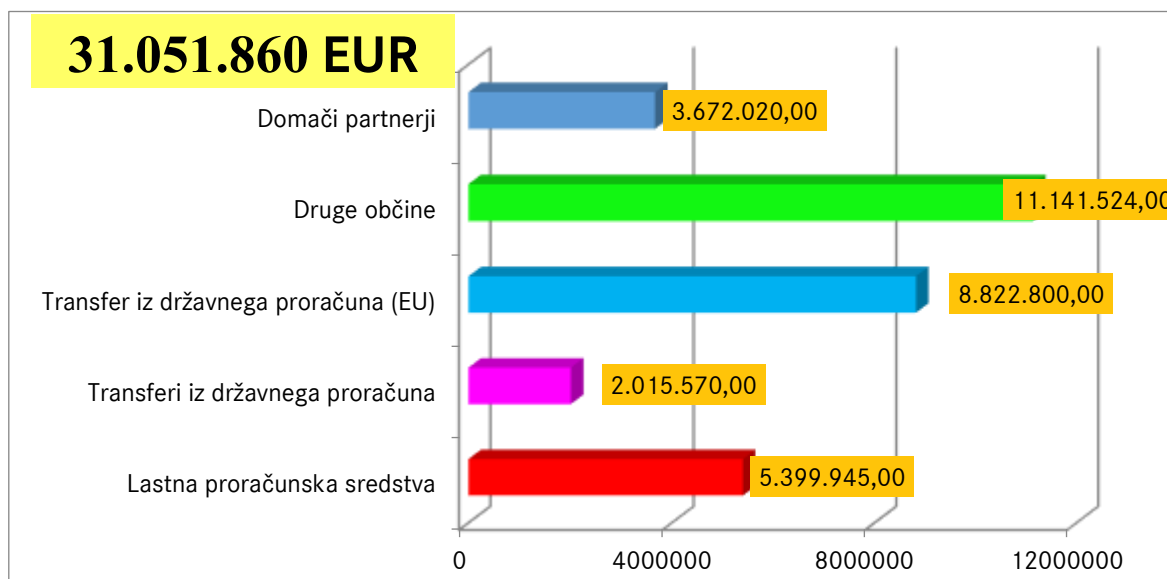 31.051.860 EUR
Domači partnerji
3.672.020,00
Druge občine
11.141.524,00
Transfer iz državnega proračuna (EU)
8.822.800,00
Transferi iz državnega proračuna
2.015.570,00
Lastna proračunska sredstva
5.399.945,00
0 4000000 8000000 12000000